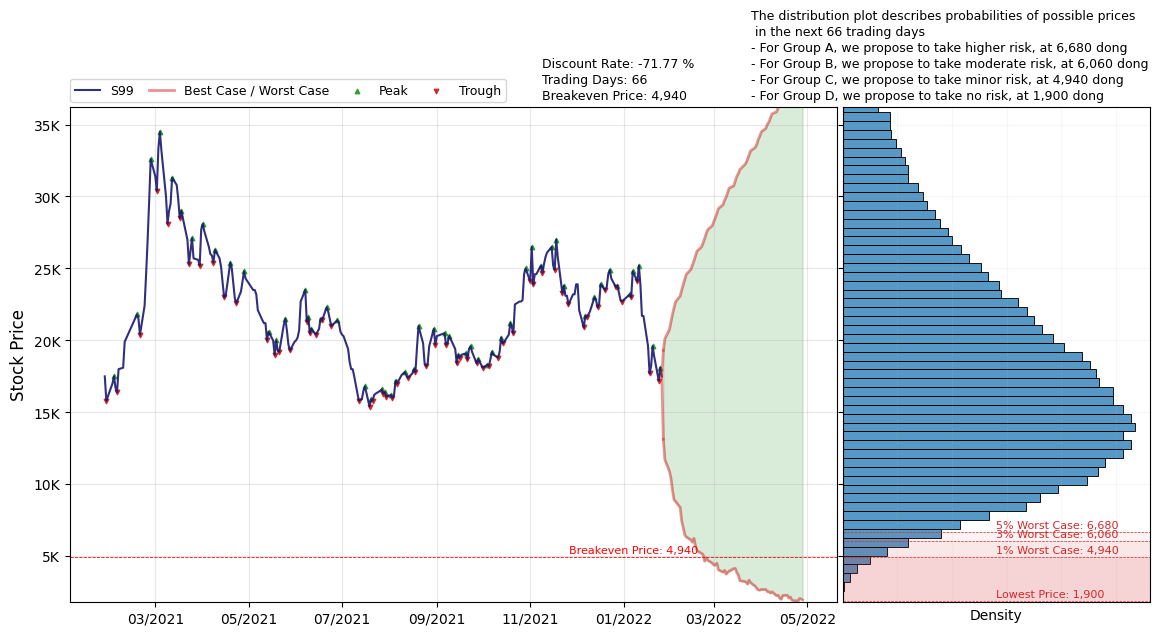 The distribution plot describes probabilities of possible prices
in the next 66 trading days
- For Group A, we propose to take higher risk, at 6,680 dong
- For Group B, we propose to take moderate risk, at 6,060 dong
- For Group C, we propose to take minor risk, at 4,940 dong
- For Group D, we propose to take no risk, at 1,900 dong
Discount Rate: -71.77 %
Trading Days: 66
Breakeven Price: 4,940
S99
Best Case / Worst Case
Peak
Trough
Stock Price
35K
30K
25K
20K
15K
10K
5K
Breakeven Price: 4,940
03/2021
05/2021
07/2021
09/2021
11/2021
01/2022
03/2022
05/2022
5% Worst Case: 6,680
3% Worst Case: 6,060
1% Worst Case: 4,940
Lowest Price: 1,900
Density